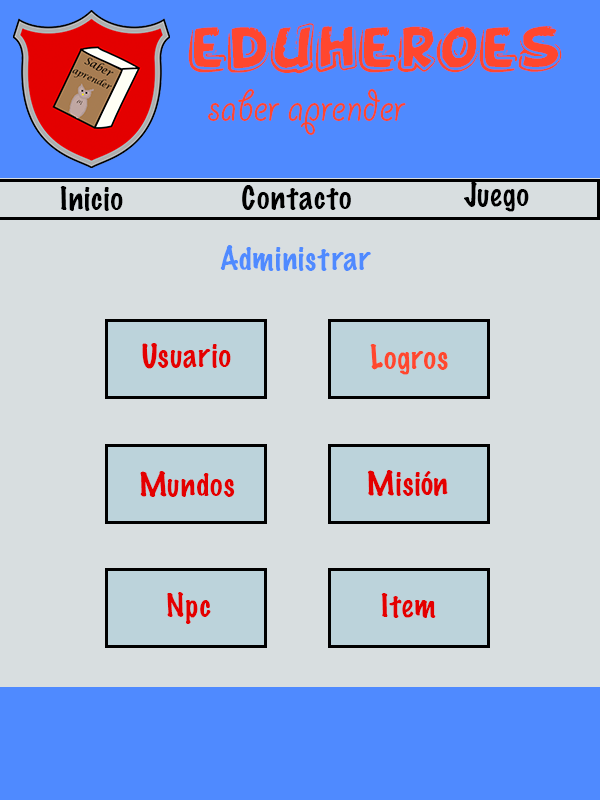 Saber
aprender
EDUHEROES
saber aprender
Inicio Contacto Juego
Administrar
Usuario Logros
Mundos Misión
Npc Item